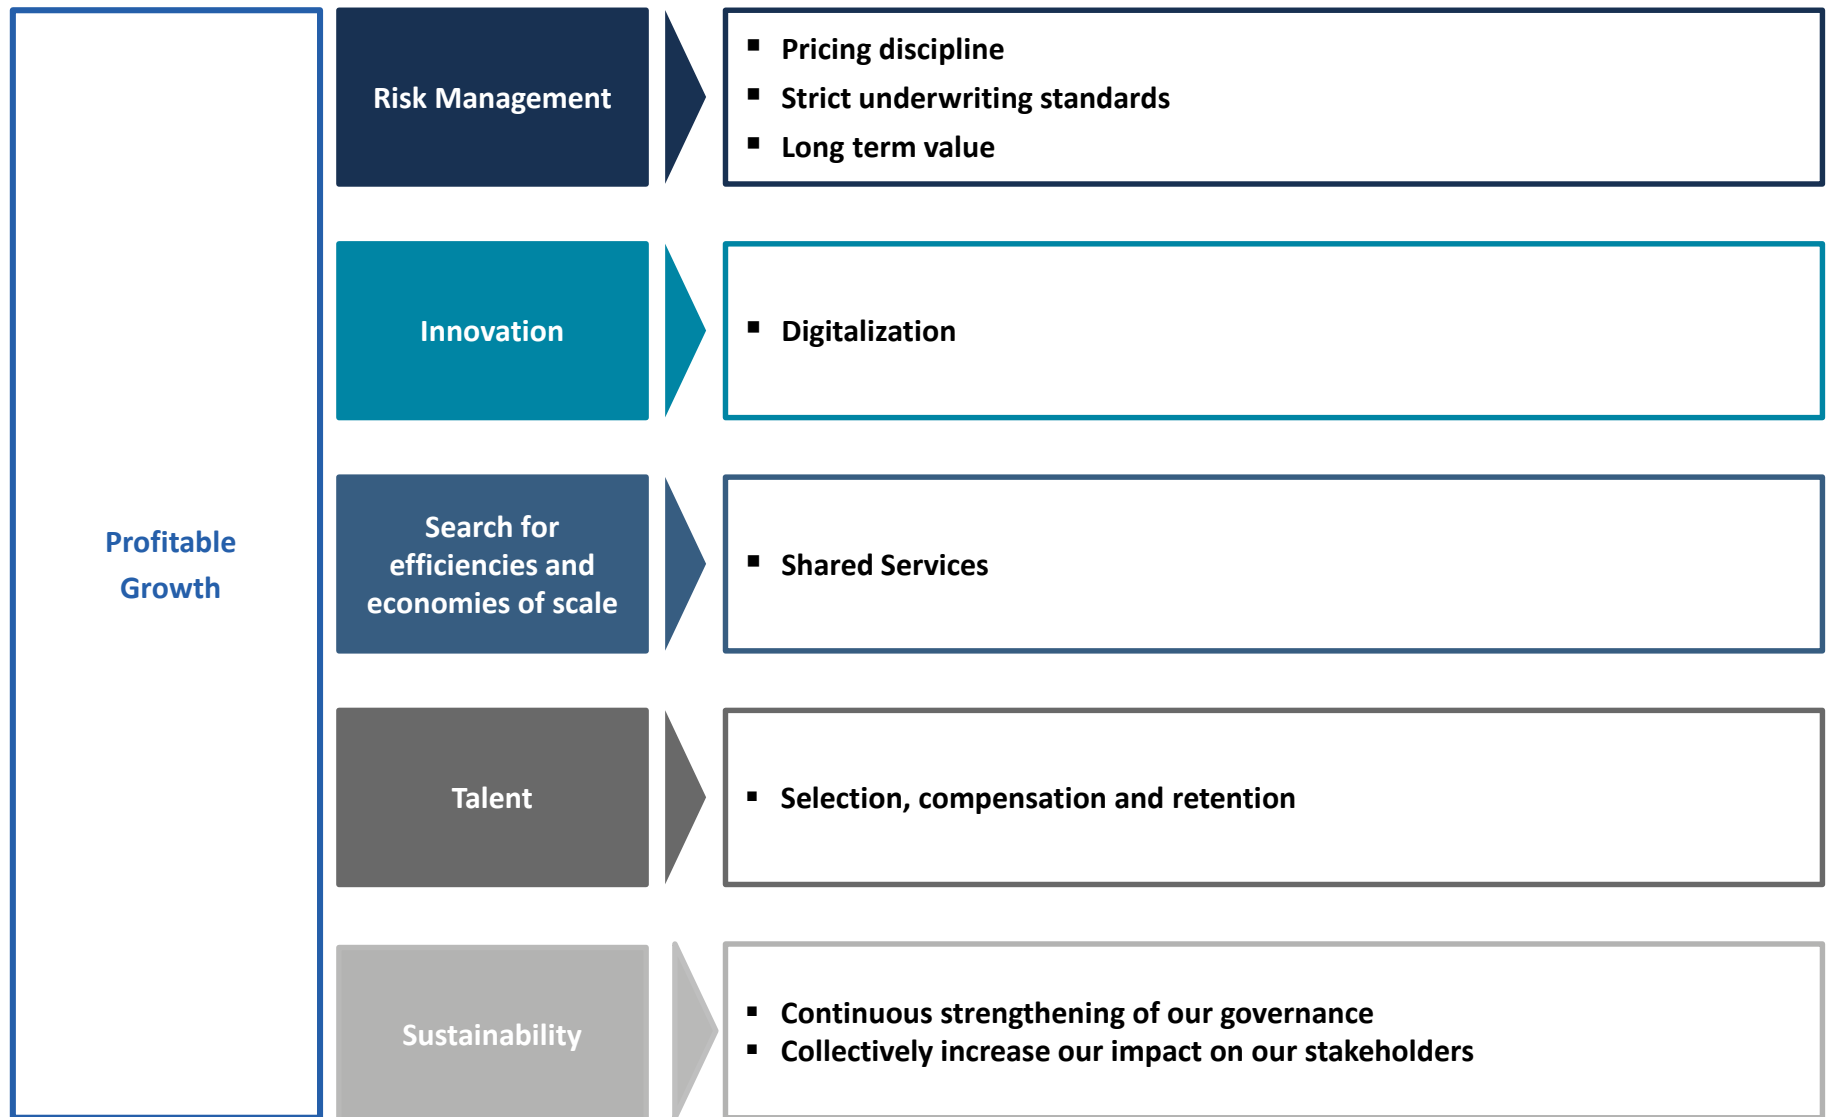 Profitable
Growth
Risk Management
▪ Pricing discipline
▪ Strict underwriting standards
▪ Long term value
Innovation
▪ Digitalization
Search for
efficiencies and
economies of scale
▪ Shared Services
Talent
▪ Selection, compensation and retention
Sustainability
▪ Continuous strengthening of our governance
▪ Collectively increase our impact on our stakeholders